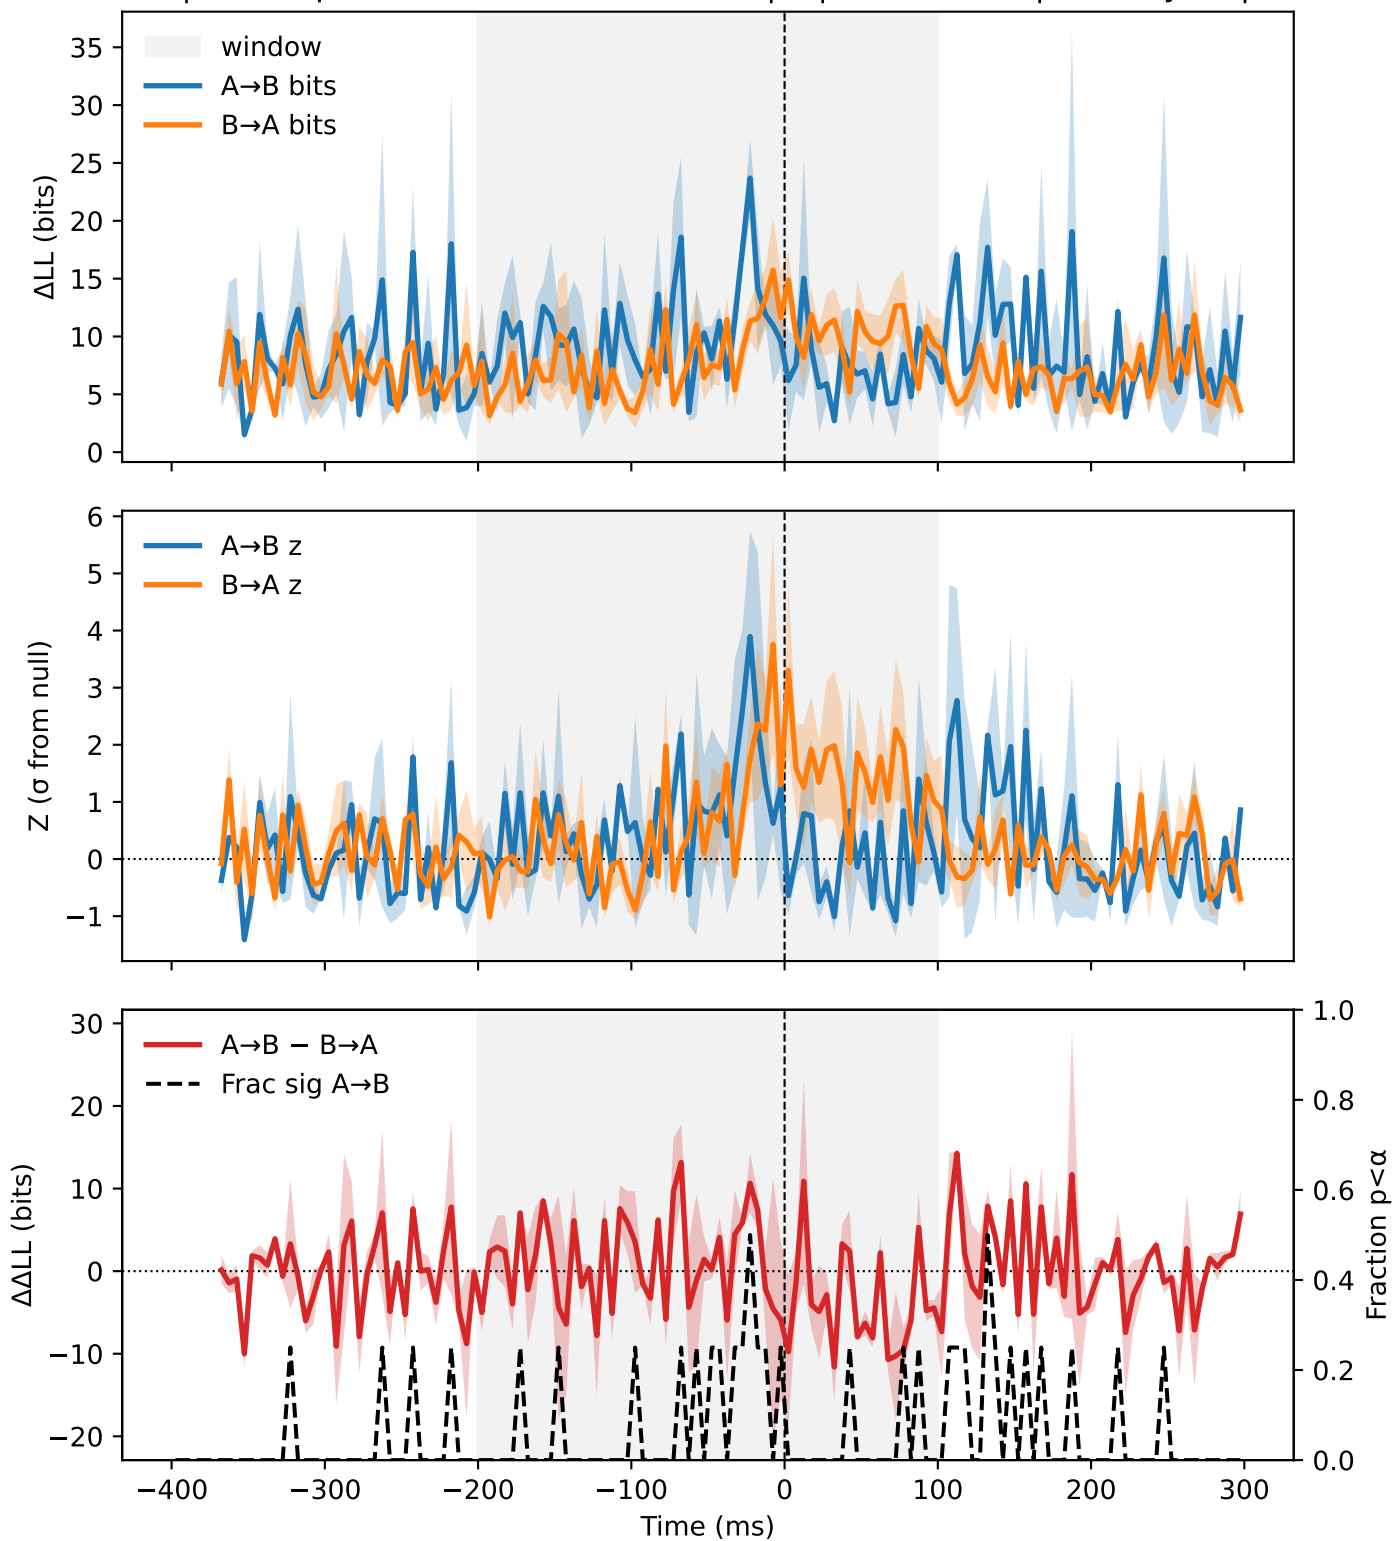 window
A→B bits
B→A bits
ΔLL (bits)
35
30
25
20
15
10
5
0
A→B z
B→A z
Z (σ from null)
6
5
4
3
2
1
0
−1
A→B − B→A
Frac sig A→B
ΔΔLL (bits)
30
20
10
0
−10
−20
1.0
0.8
0.6
0.4
0.2
0.0
Fraction p<α
−400 −300 −200 −100 0 100 200 300
Time (ms)